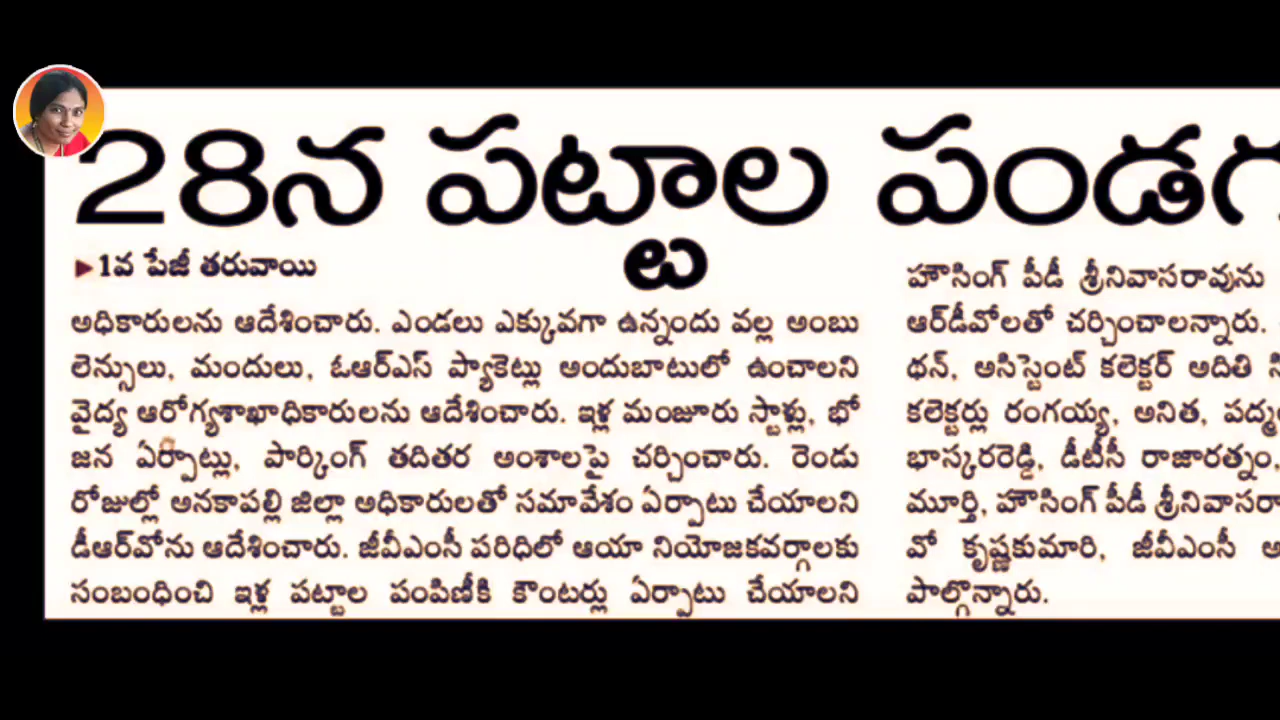 28న పట్టాల పండగ
1వ పేజీ తరువాయి
అధికారులను ఆదేశించారు. ఎండలు ఎక్కువగా ఉన్నందు వల్ల అంబు
లెన్సులు, మందులు, ఓఆర్ఎస్ ప్యాకెట్లు అందుబాటులో ఉంచాలని
వైద్య ఆరోగ్యశాఖాధికారులను ఆదేశించారు. ఇళ్ల మంజూరు స్టాళ్లు, భో
జన ఏర్పాట్లు, పార్కింగ్ తదితర అంశాలపై చర్చించారు. రెండు
రోజుల్లో అనకాపల్లి జిల్లా అధికారులతో సమావేశం ఏర్పాటు చేయాలని
డీఆర్‌వోను ఆదేశించారు. జీవీఎంసీ పరిధిలో ఆయా నియోజకవర్గాలకు
సంబంధించి ఇళ్ల పట్టాల పంపిణీకి కౌంటర్లు ఏర్పాటు చేయాలని
హౌసింగ్ పీడీ శ్రీనివాసరావును
ఆర్‌డీవోలతో చర్చించాలన్నారు.
థన్, అసిస్టెంట్ కలెక్టర్ అదితి
కలెక్టర్లు రంగయ్య, అనిత, పద్మ
భాస్కరరెడ్డి, డీటీసీ రాజారత్నం,
మూర్తి, హౌసింగ్ పీడీ శ్రీనివాసరా
వో కృష్ణకుమారి, జీవీఎంసీ అ
పాల్గొన్నారు.